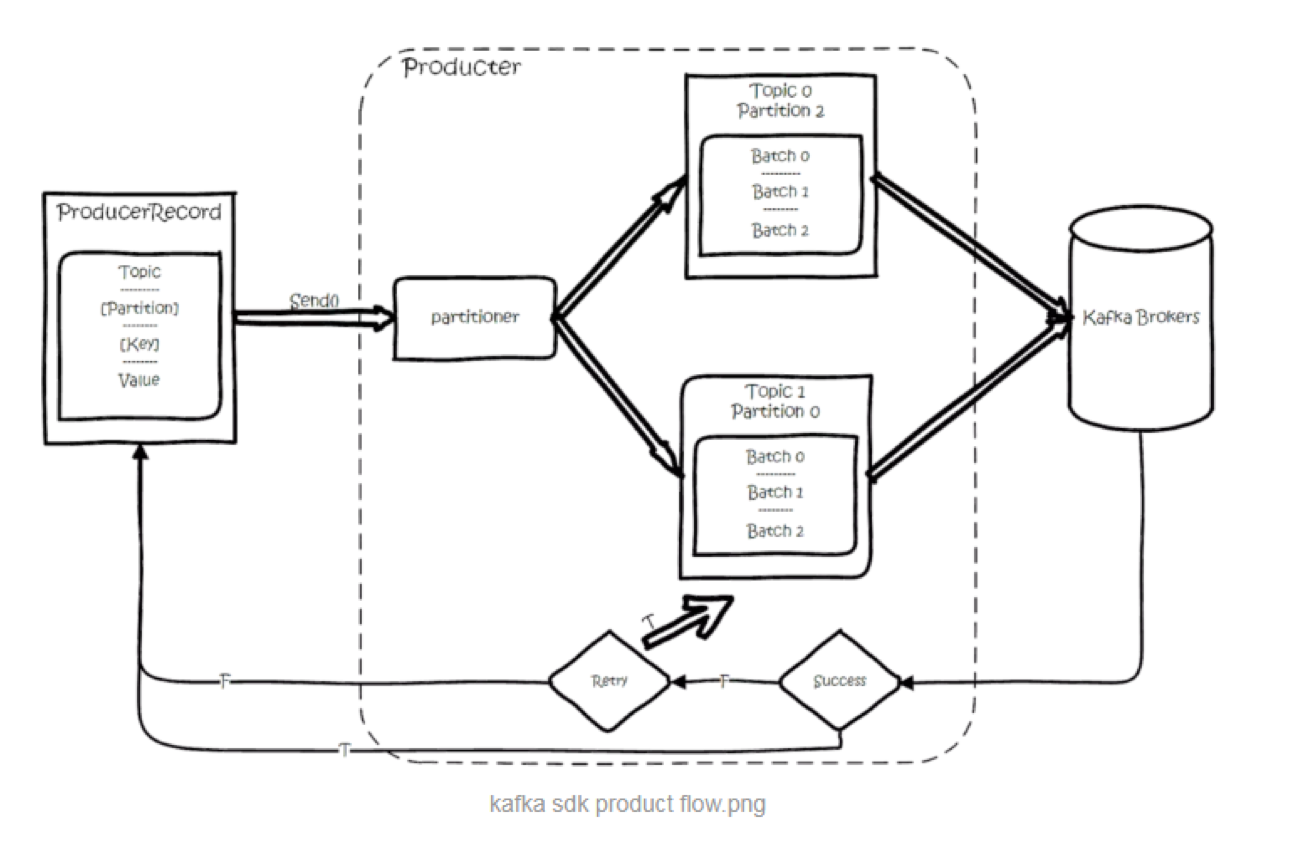 Producter
ProducerRecord
Topic
---------
[Partition]
--------
[Key]
--------
Value
Send()
partitioner
Topic 0
Partition 2
Batch 0
---------
Batch 1
--------
Batch 2
Topic 1
Partition 0
Batch 0
---------
Batch 1
--------
Batch 2
Kafka Brokers
T
Retry
F
Success
F
T
kafka sdk product flow.png